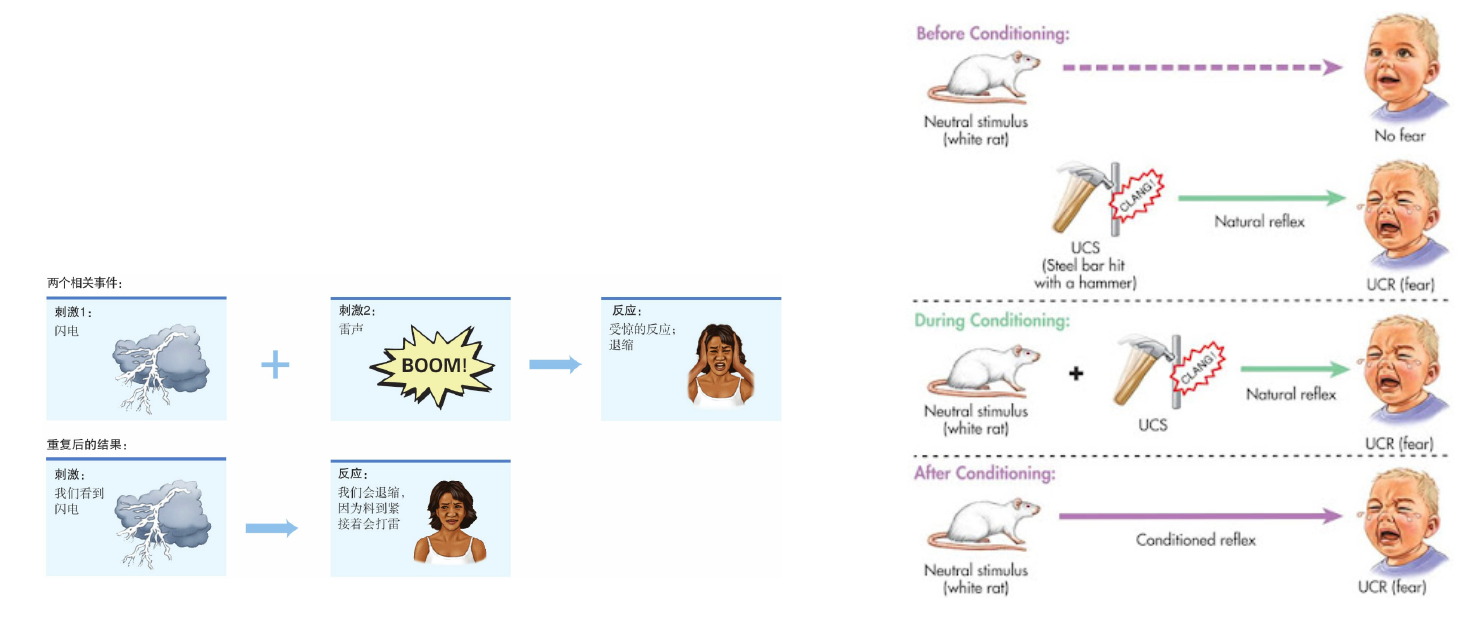 两个相关事件：
刺激1：
闪电
刺激2：
雷声
BOOM!
反应：
受惊的反应；
退缩
重复后的结果：
刺激：
我们看到
闪电
反应：
我们会退缩，
因为料到紧
接着会打雷
Before Conditioning:
Neutral stimulus
(white rat)
No fear
CLANG!
UCS
(Steel bar hit
with a hammer)
Natural reflex
UCR (fear)
During Conditioning:
Neutral stimulus
(white rat)
+
CLANG!
UCS
Natural reflex
UCR (fear)
After Conditioning:
Neutral stimulus
(white rat)
Conditioned reflex
UCR (fear)